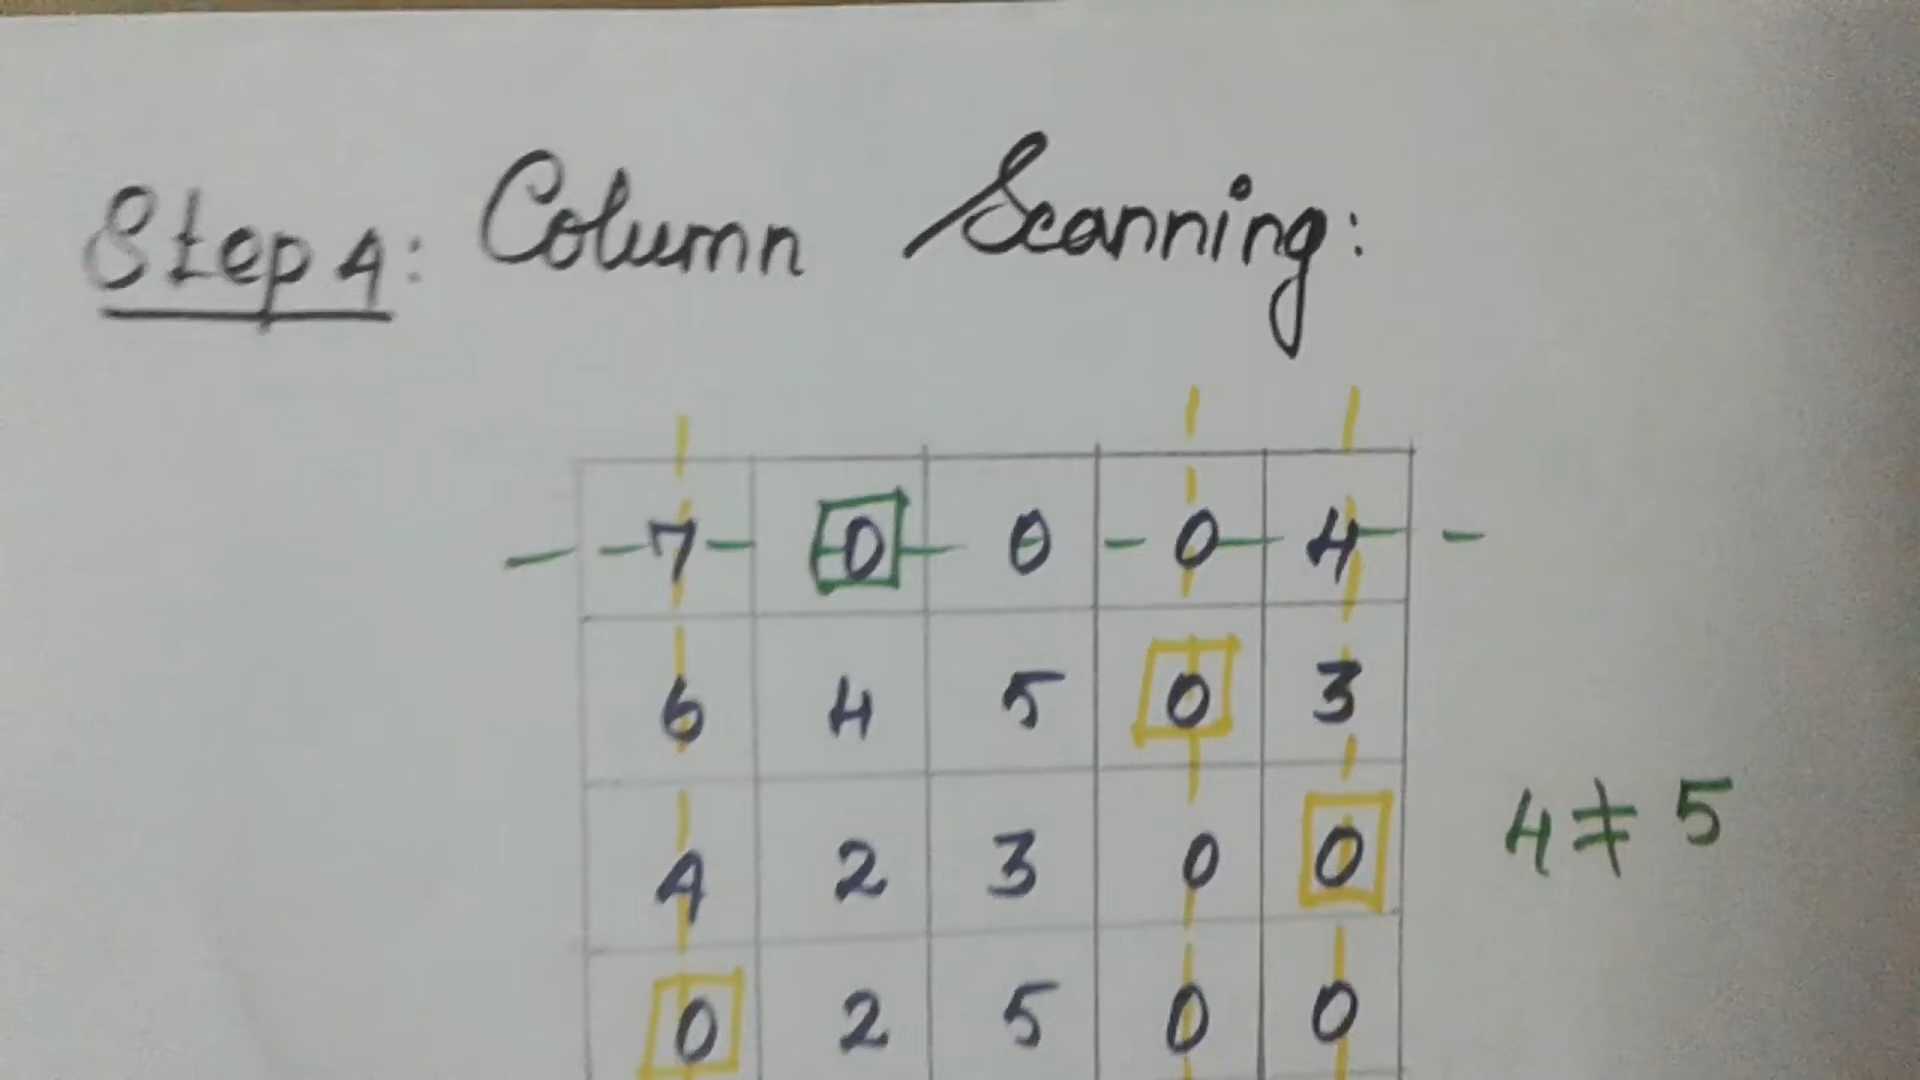 Step 4: Column Scanning:
7 0 0 0 4
6 4 5 0 3
4 2 3 0 0
0 2 5 0 0
4 ≠ 5